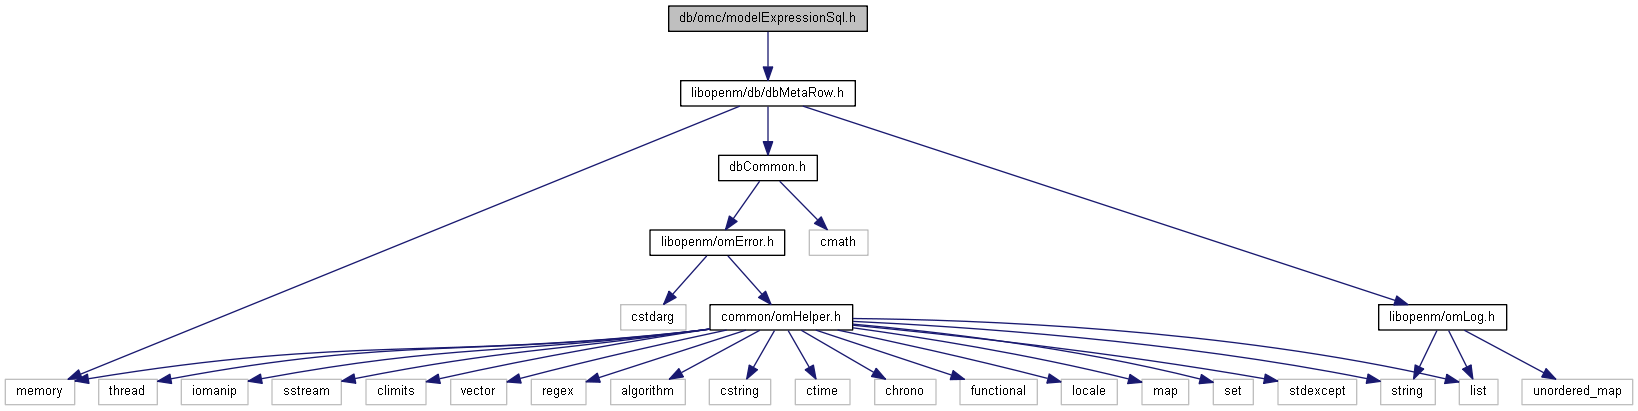 db/omc/modelExpressionSql.h
libopenm/db/dbMetaRow.h
dbCommon.h
libopenm/omError.h
cmath
cstdarg
common/omHelper.h
libopenm/omLog.h
memory
thread
iomanip
sstream
climits
vector
regex
algorithm
cstring
ctime
chrono
functional
locale
map
set
stdexcept
string
list
unordered_map